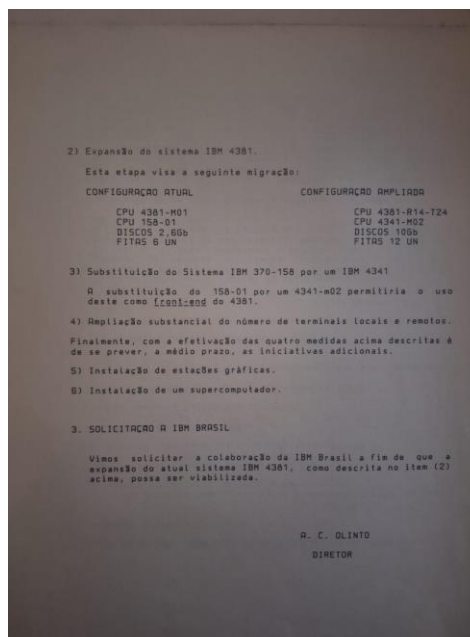 2) Expansão do sistema IBM 4381.
Esta etapa visa a seguinte migração:
CONFIGURAÇÃO ATUAL CONFIGURAÇÃO AMPLIADA
CPU 4381-M01 CPU 4381-R14-T24
CPU 158-01 CPU 4341-M02
DISCOS 2,6Gb DISCOS 10Gb
FITAS 6 UN FITAS 12 UN
3) Substituição do Sistema IBM 370-158 por um IBM 4341
A substituição do 158-01 por um 4341-m02 permitiria o uso
deste como front-end do 4381.
4) Ampliação substancial do número de terminais locais e remotos.
Finalmente, com a efetivação das quatro medidas acima descritas é
de se prever, a médio prazo, as iniciativas adicionais.
5) Instalação de estações gráficas.
6) Instalação de um supercomputador.
3. SOLICITAÇÃO A IBM BRASIL
Vimos solicitar a colaboração da IBM Brasil a fim de que a
expansão do atual sistema IBM 4381, como descrita no item (2)
acima, possa ser viabilizada.
A. C. OLINTO
DIRETOR